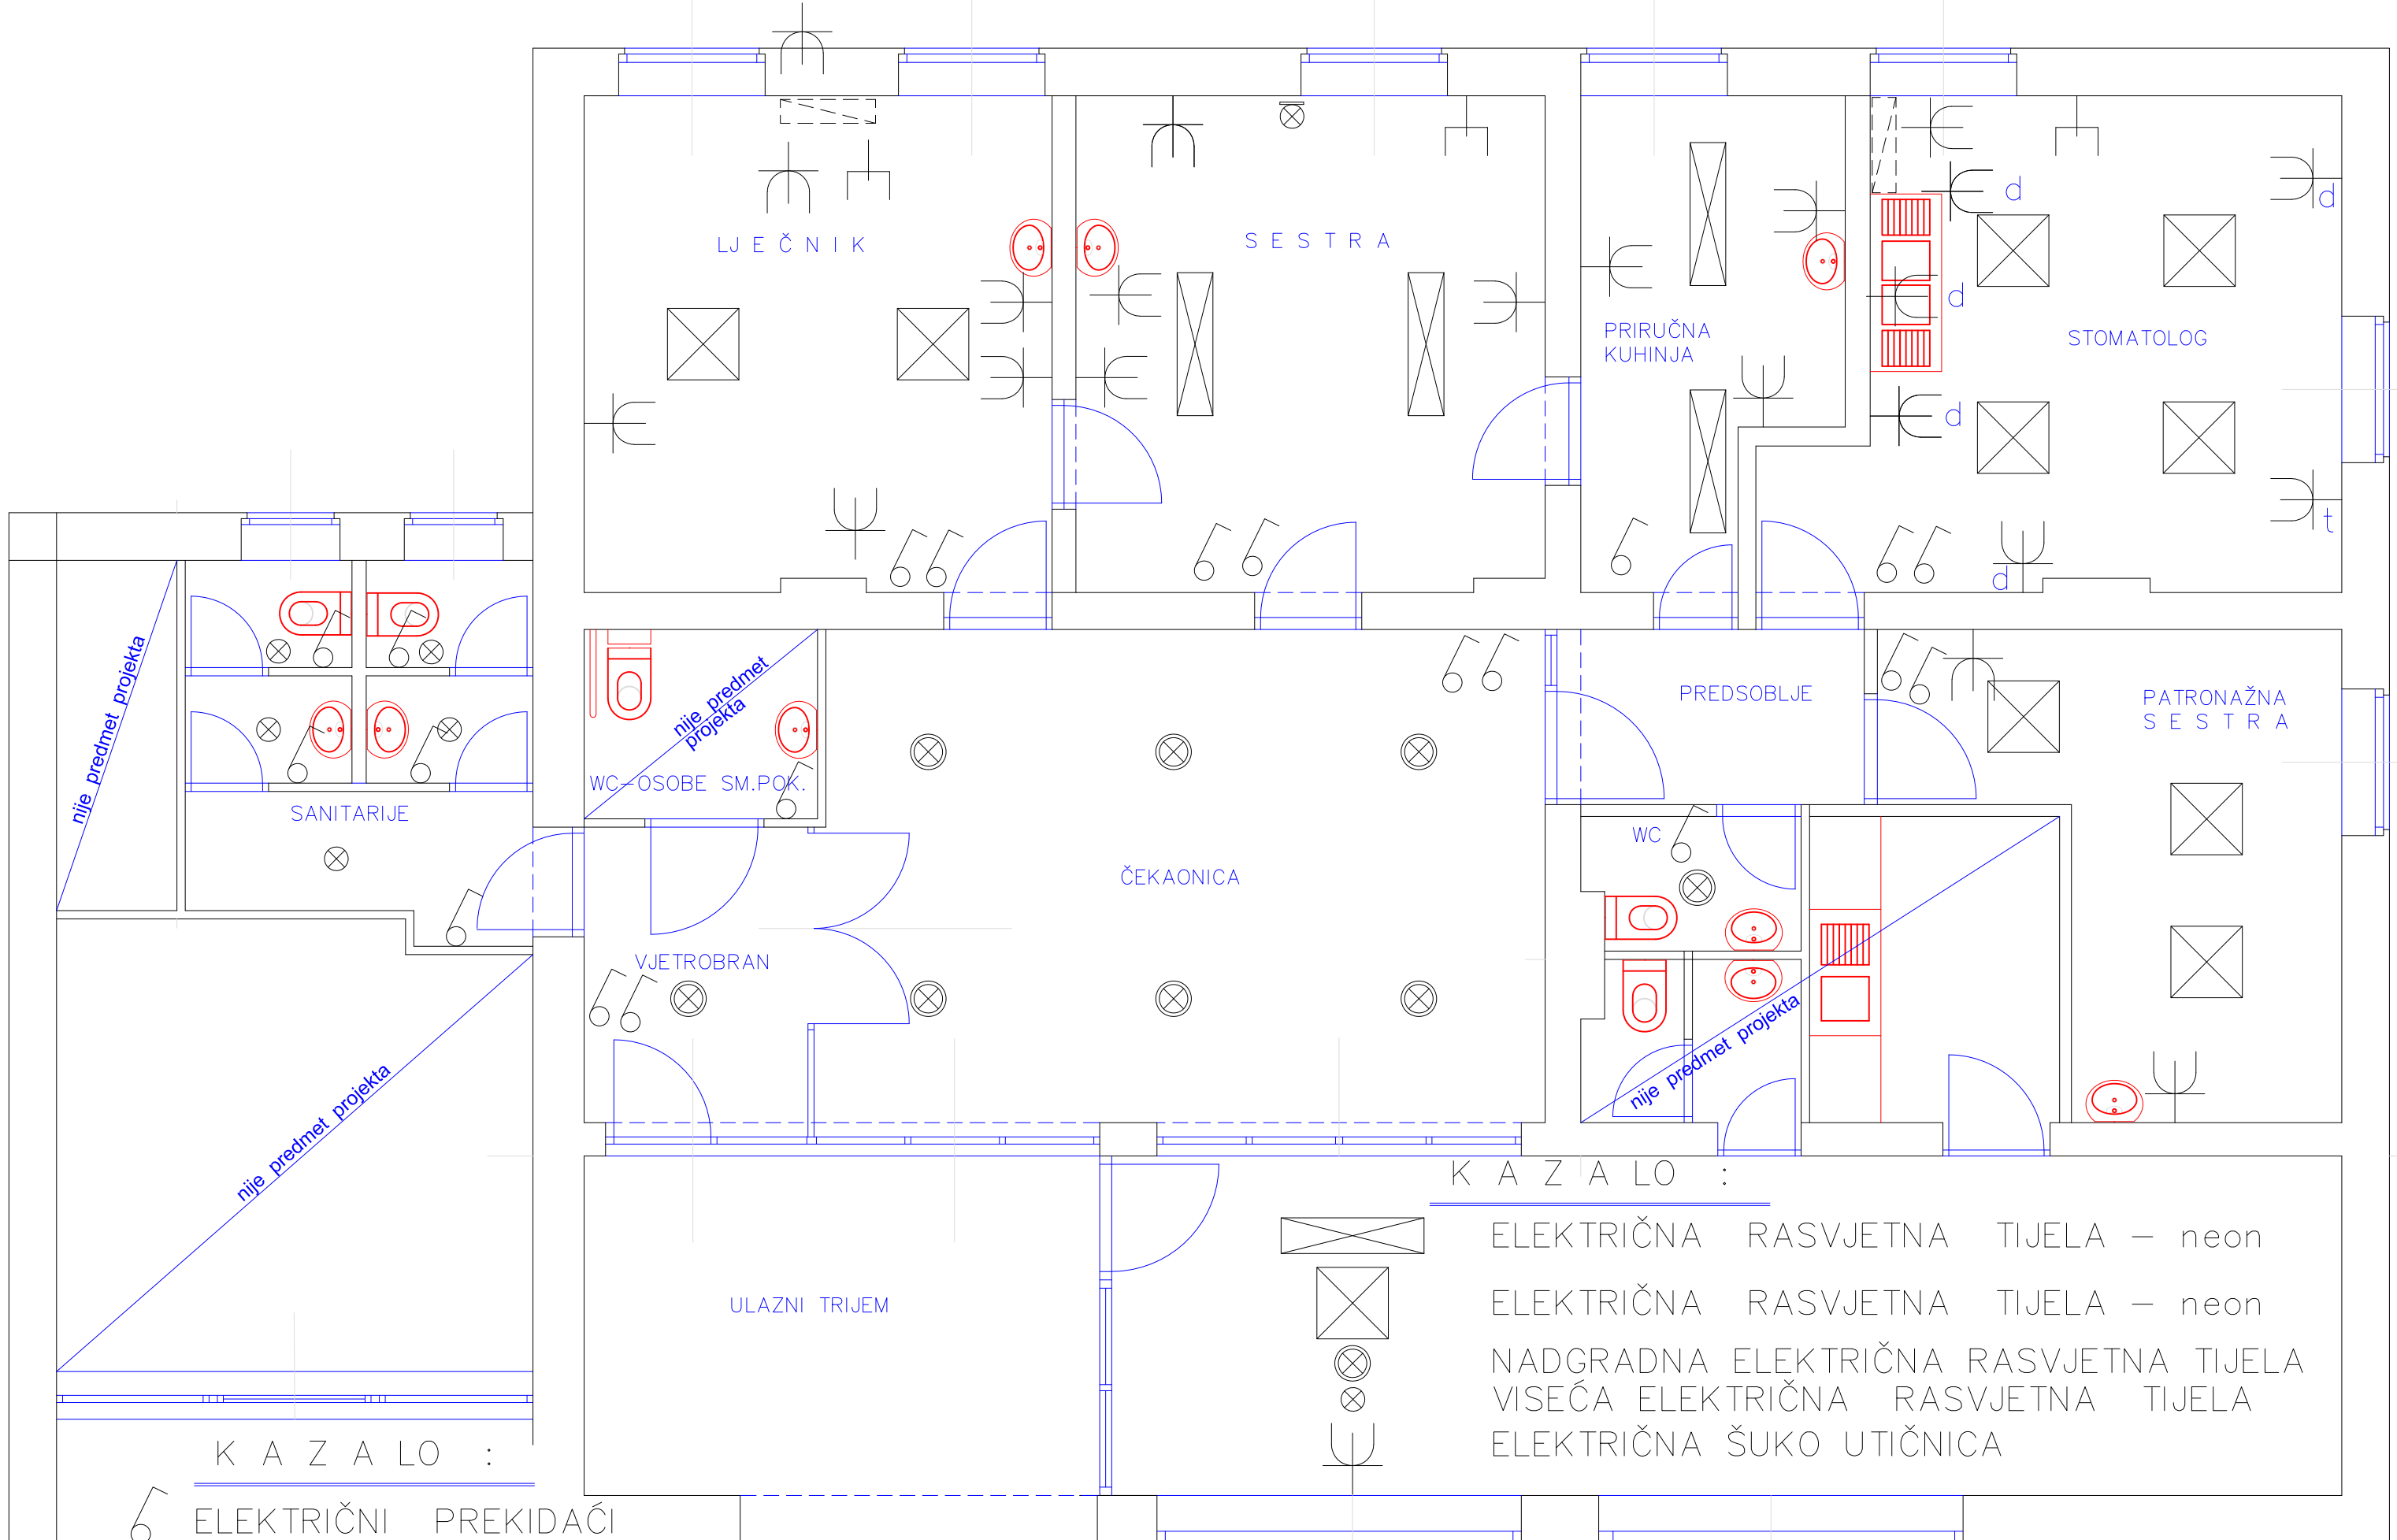 LJ E Č N I K
S E S T R A
d
d
d
PRIRUČNA
KUHINJA
STOMATOLOG
d
t
d
nije predmet projekta
nije predmet
projekta
WC-OSOBE SM.POK.
SANITARIJE
PREDSOBLJE
PATRONAŽNA
S E S T R A
WC
ČEKAONICA
VJETROBRAN
nije predmet projekta
nije predmet projekta
ULAZNI TRIJEM
K A Z A LO :
ELEKTRIČNA RASVJETNA TIJELA – neon
ELEKTRIČNA RASVJETNA TIJELA – neon
NADGRADNA ELEKTRIČNA RASVJETNA TIJELA
VISEĆA ELEKTRIČNA RASVJETNA TIJELA
ELEKTRIČNA ŠUKO UTIČNICA
K A Z A LO :
ELEKTRIČNI PREKIDAĆI